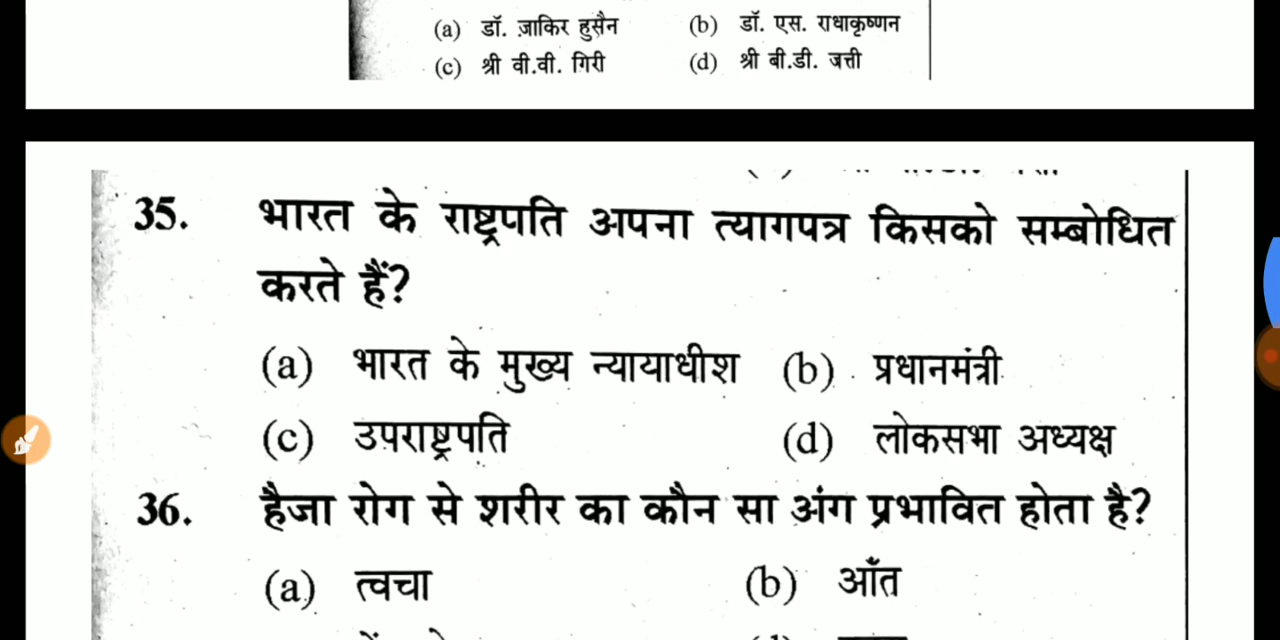 (a) डॉ. ज़ाकिर हुसैन (b) डॉ. एस. राधाकृष्णन
(c) श्री वी.वी. गिरी (d) श्री बी.डी. जत्ती
35. भारत के राष्ट्रपति अपना त्यागपत्र किसको सम्बोधित
करते हैं?
(a) भारत के मुख्य न्यायाधीश (b) प्रधानमंत्री
(c) उपराष्ट्रपति (d) लोकसभा अध्यक्ष
36. हैजा रोग से शरीर का कौन सा अंग प्रभावित होता है?
(a) त्वचा (b) आँत